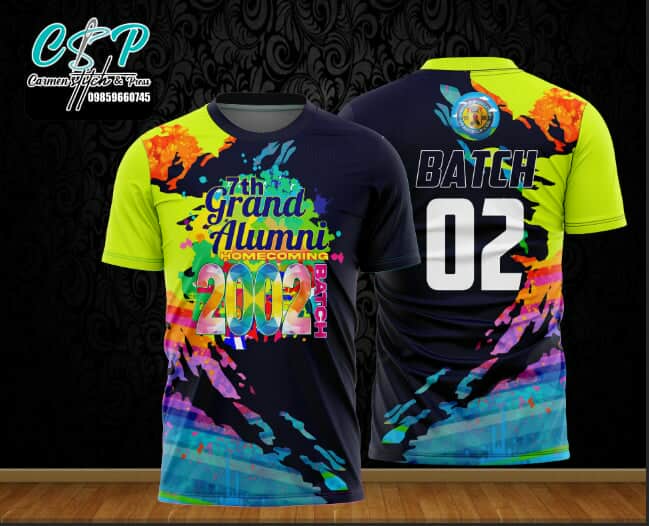 CSP
Carmen Stitch & Press
09859660745
7th
Grand
Alumni
HOMECOMING
2002
BATCH
BATCH
02